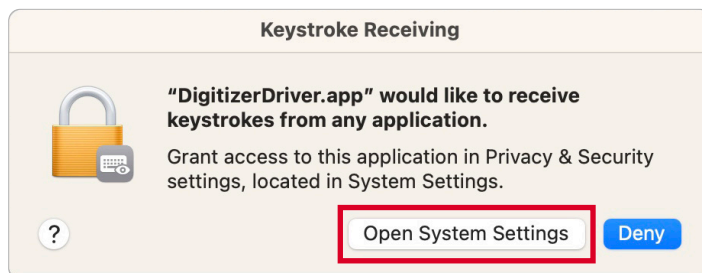 Keystroke Receiving
“DigitizerDriver.app” would like to receive
keystrokes from any application.
Grant access to this application in Privacy & Security
settings, located in System Settings.
?
Open System Settings
Deny